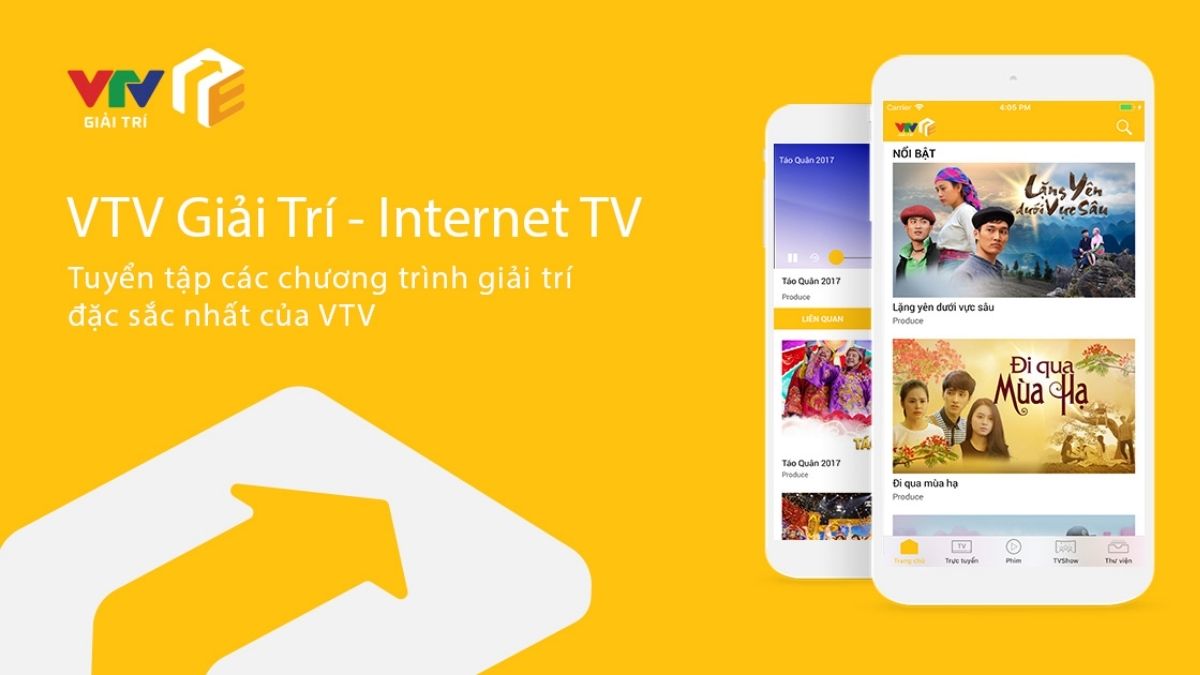 VTV
GIẢI TRÍ
VTV Giải Trí - Internet TV
Tuyển tập các chương trình giải trí
đặc sắc nhất của VTV
Táo Quân 2017
Táo Quân 2017
Produce
LIÊN QUAN
Táo Quân 2017
Produce
Carrier
4:05 PM
VTV
NỔI BẬT
Lặng Yên
dưới Vực Sâu
Lặng yên dưới vực sâu
Produce
Đi qua
Mùa Hạ
Đi qua mùa hạ
Produce
TV
Trang chủ
Trực tuyến
Phim
TVShow
Thư viện